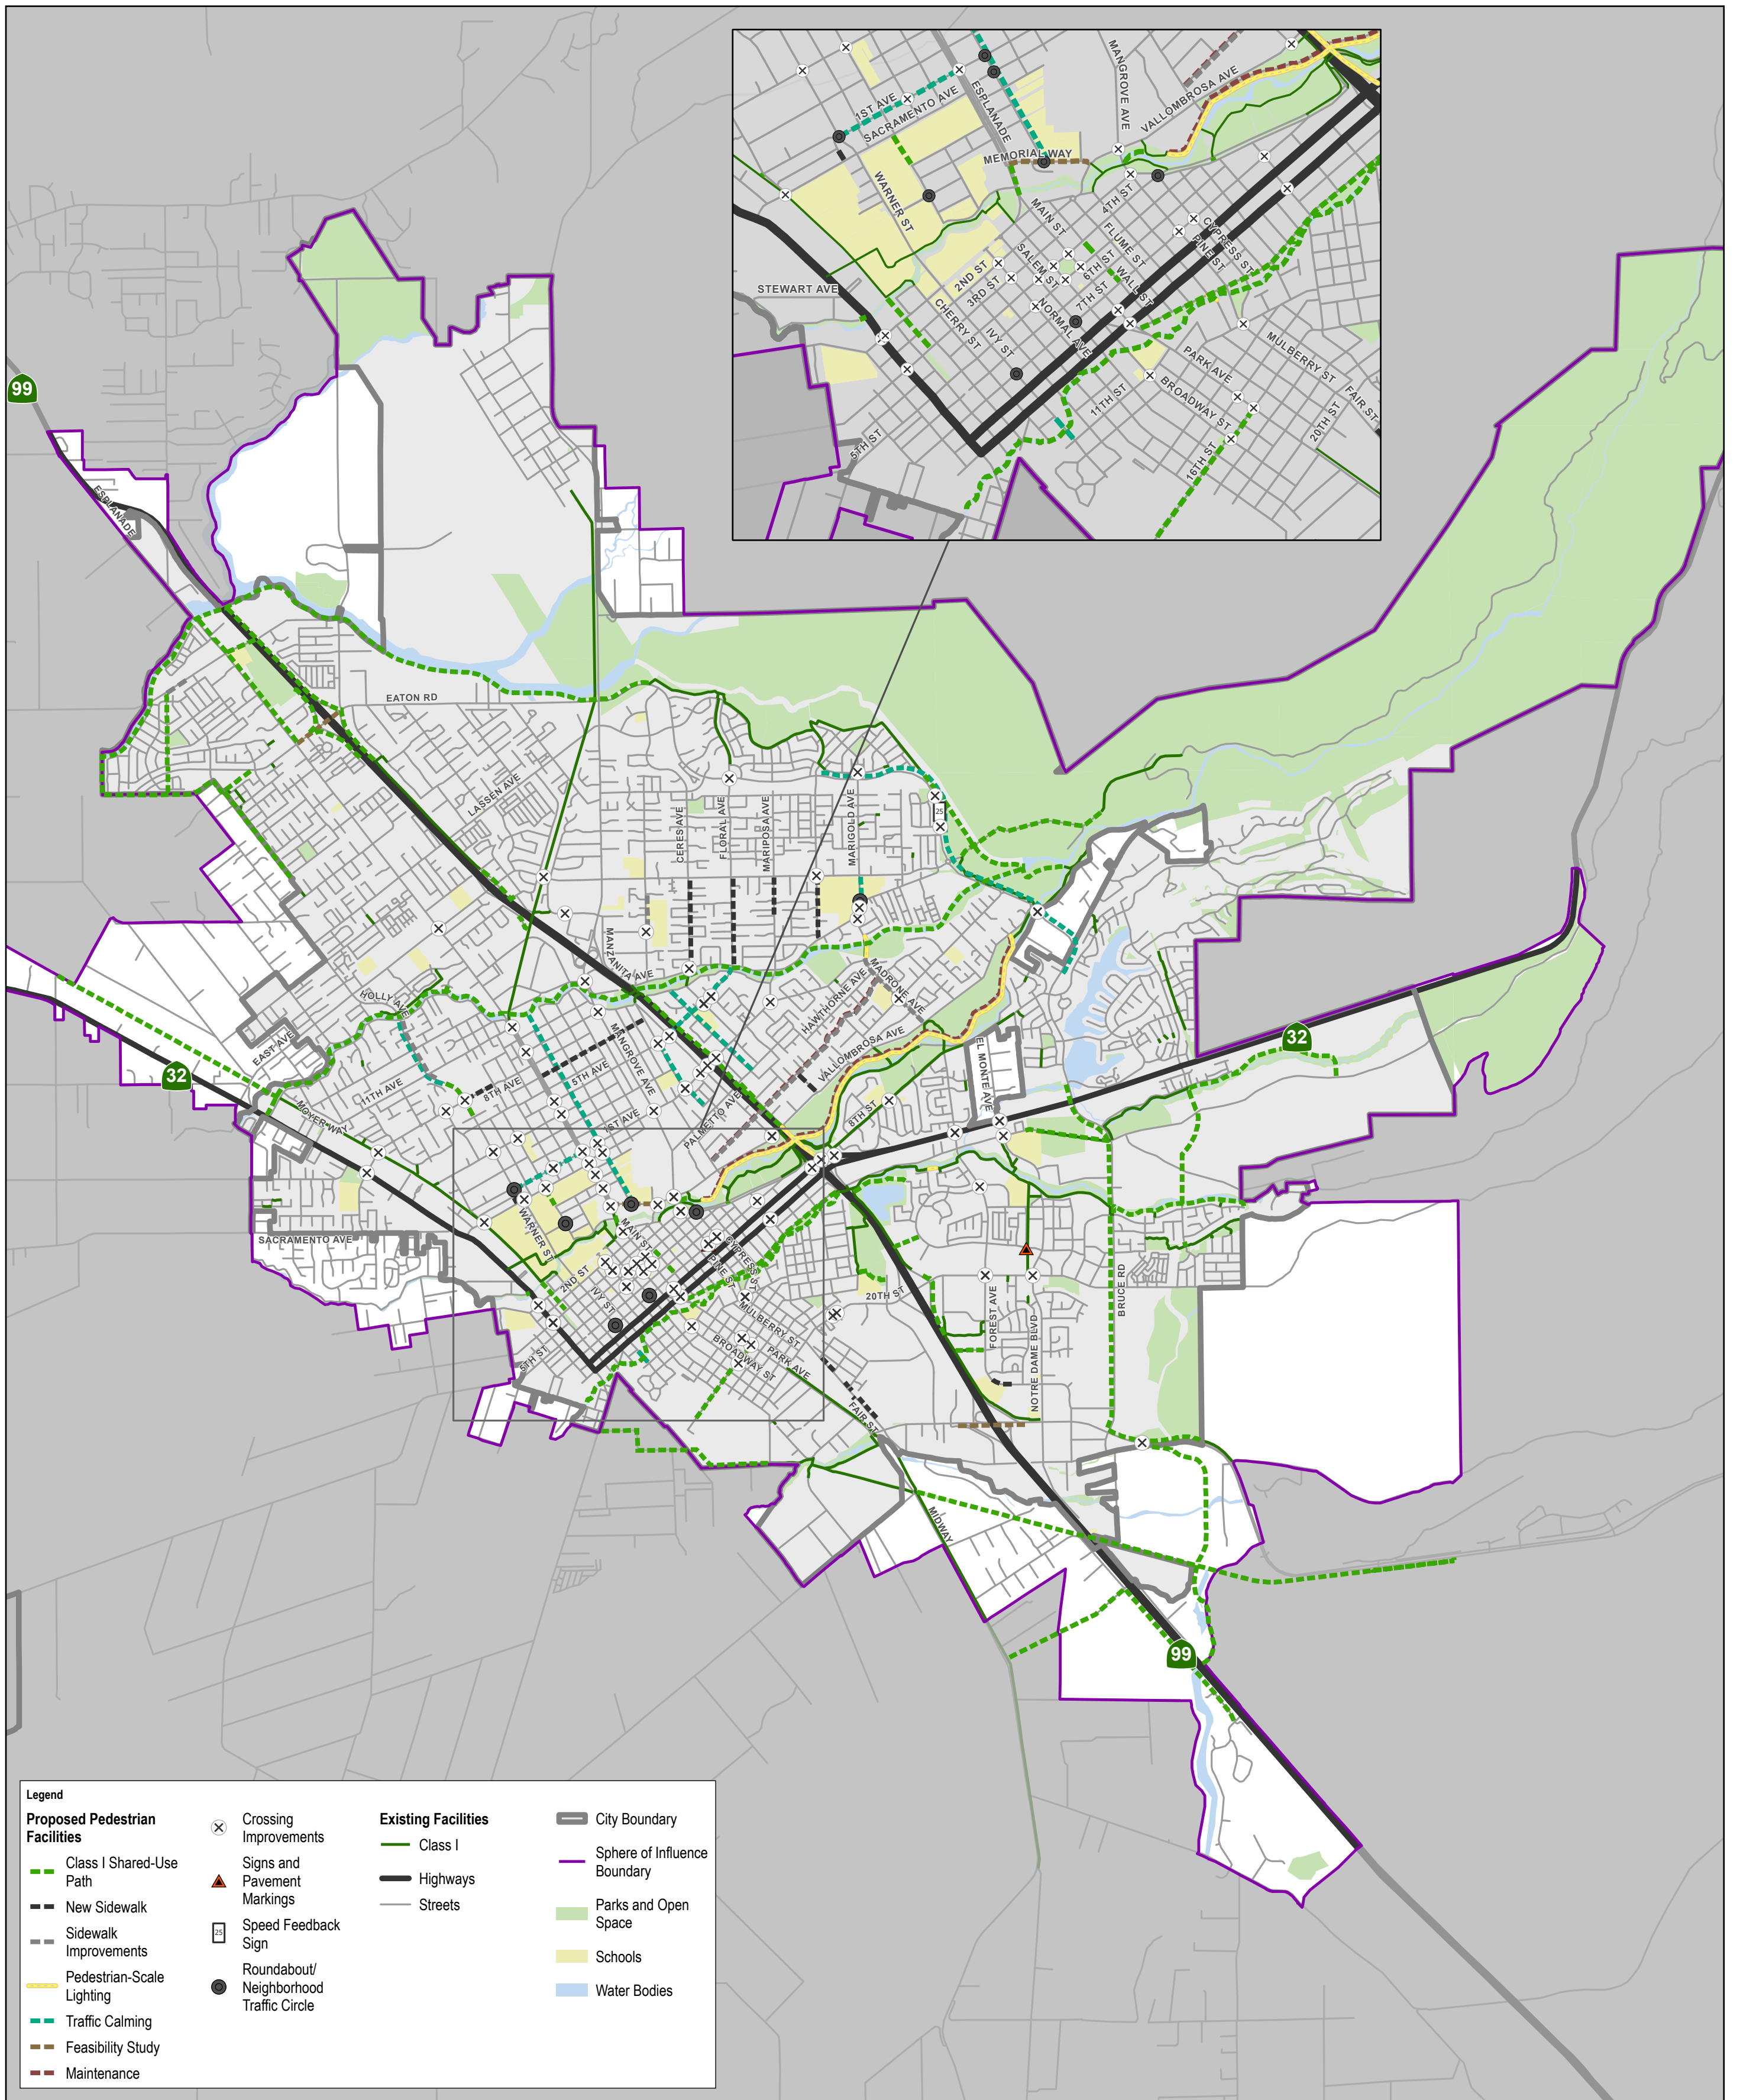 MANGROVE AVE
VALLOMBROSA AVE
1ST AVE
SACRAMENTO AVE
ESPLANADE
MEMORIAL WAY
WARNER ST
4TH ST
MAIN ST
FLUME ST
CYPRESS ST
PINE ST
SALEM ST
6TH ST
WALL ST
2ND ST
3RD ST
7TH ST
STEWART AVE
CHERRY ST
IVY ST
NORMAL AVE
PARK AVE
MULBERRY ST
BROADWAY ST
11TH ST
FAIR ST
20TH ST
5TH ST
16TH ST
99
ESPLANADE
EATON RD
LASSEN AVE
CERES AVE
FLORAL AVE
MARIPOSA AVE
MARIGOLD AVE
25
MANZANITA AVE
HOLLY AVE
MADRONE AVE
HAWTHORNE AVE
EAST AVE
32
32
MANGROVE AVE
VALLOMBROSA AVE
EL MONTE AVE
11TH AVE
8TH AVE
5TH AVE
MOYER WAY
1ST AVE
PALMETTO AVE
8TH ST
SACRAMENTO AVE
WARNER ST
MAIN ST
CYPRESS ST
PINE ST
2ND ST
IVY ST
MULBERRY ST
20TH ST
FOREST AVE
NOTRE DAME BLVD
BRUCE RD
5TH ST
BROADWAY ST
PARK AVE
FAIR ST
MIDWAY
99
Legend
Proposed Pedestrian
Facilities
Class I Shared-Use
Path
New Sidewalk
Sidewalk
Improvements
Pedestrian-Scale
Lighting
Traffic Calming
Feasibility Study
Maintenance
Crossing
Improvements
Signs and
Pavement
Markings
25
Speed Feedback
Sign
Roundabout/
Neighborhood
Traffic Circle
Existing Facilities
Class I
Highways
Streets
City Boundary
Sphere of Influence
Boundary
Parks and Open
Space
Schools
Water Bodies